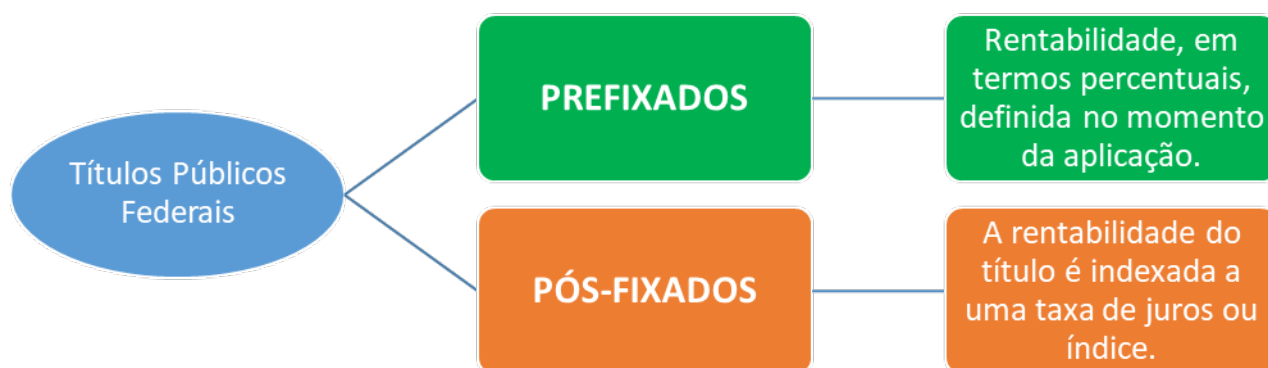 Títulos Públicos
Federais
PREFIXADOS
Rentabilidade, em
termos percentuais,
definida no momento
da aplicação.
PÓS-FIXADOS
A rentabilidade do
título é indexada a
uma taxa de juros ou
índice.